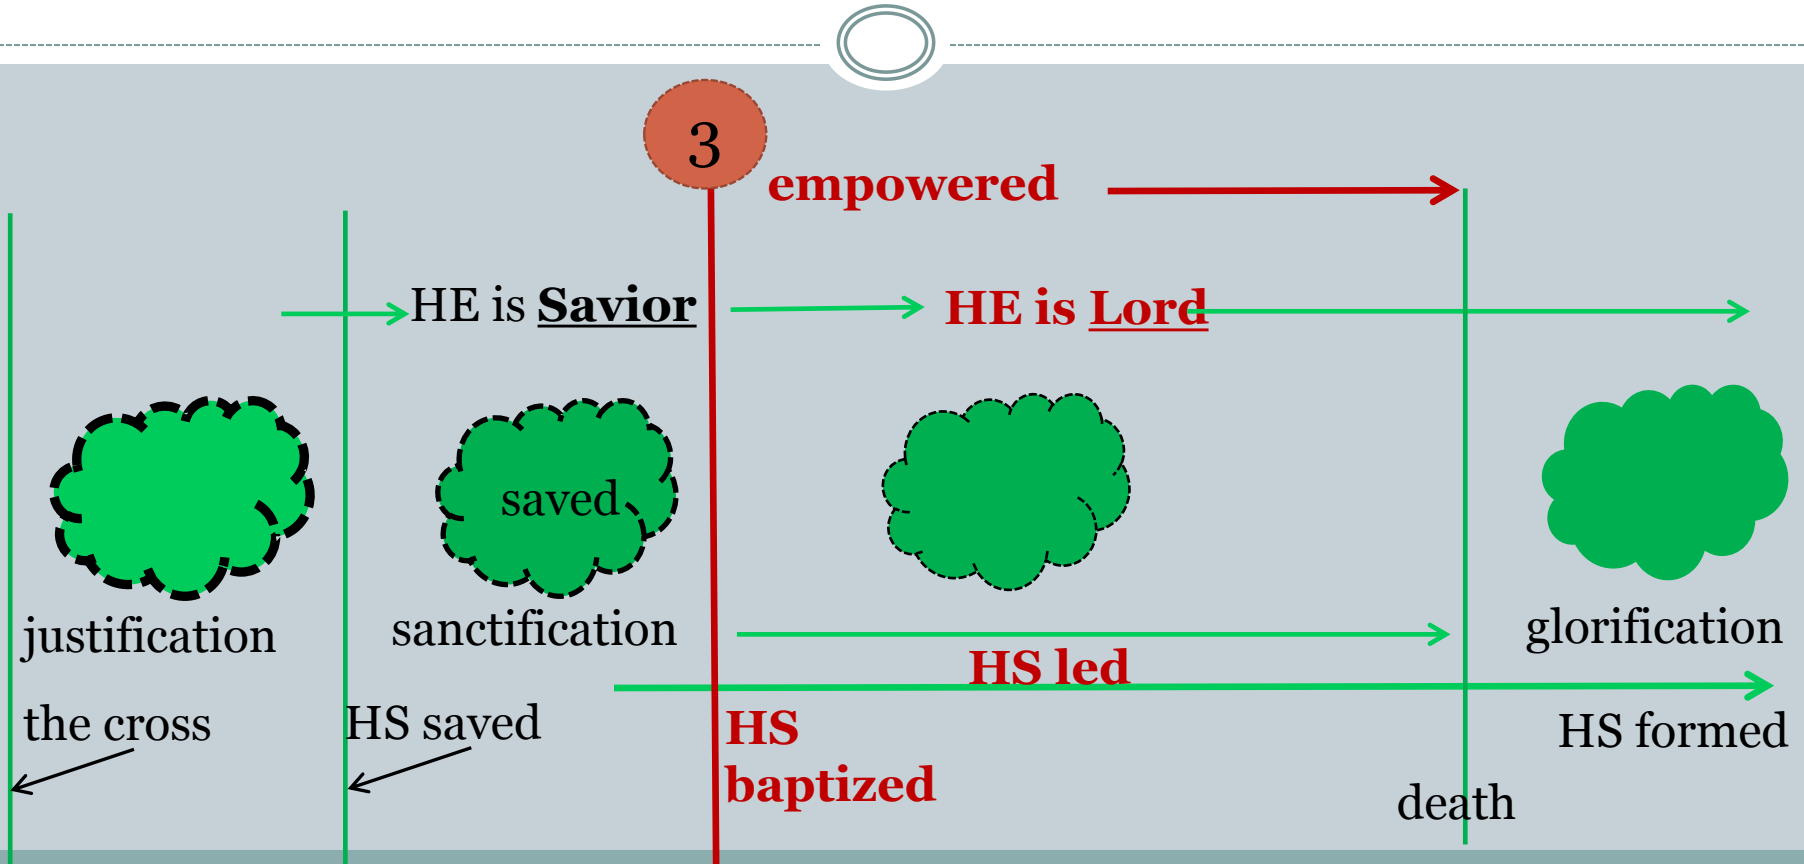 3
empowered
HE is Savior
HE is Lord
saved
justification
sanctification
glorification
HS led
the cross
HS saved
HS
baptized
HS formed
death